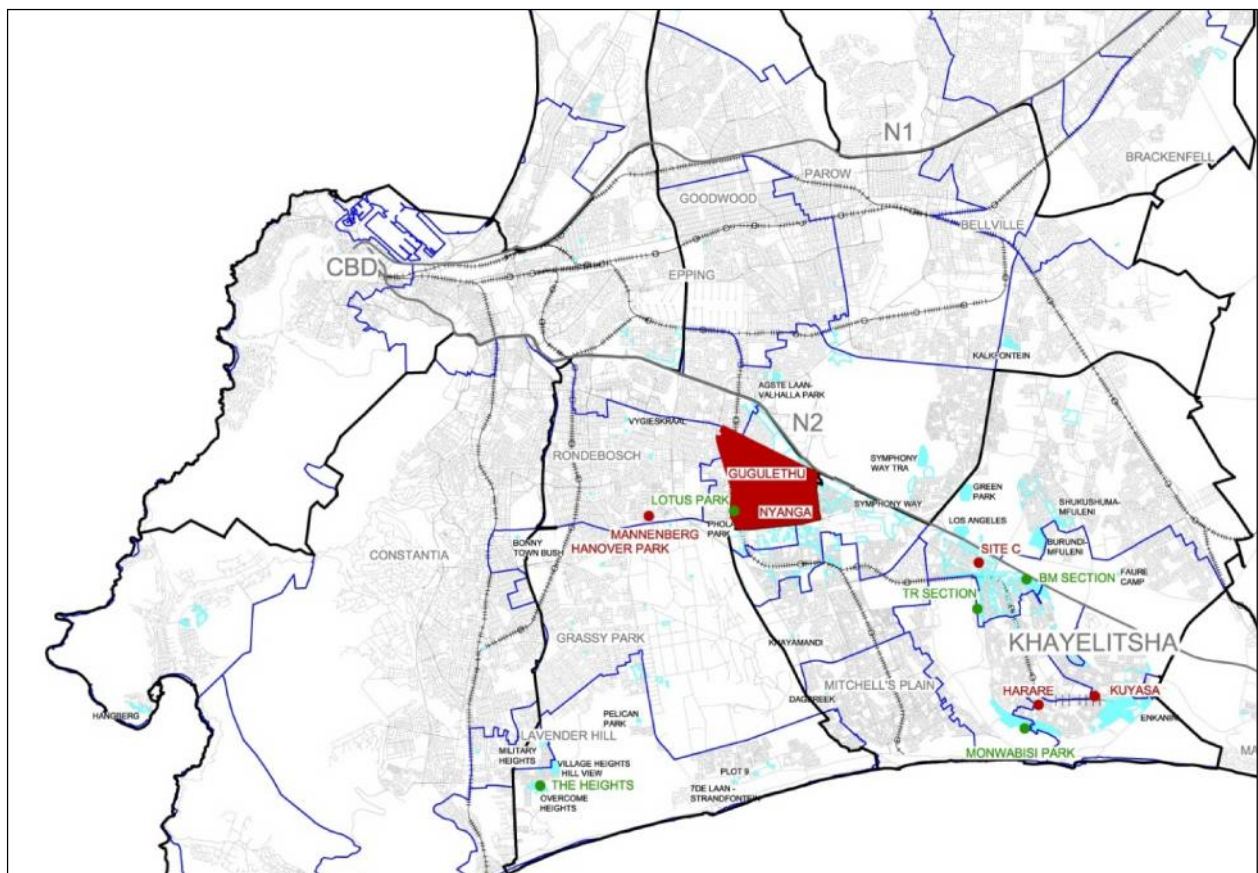 N1
BRACKENFELL
PAROW
GOODWOOD
BELLVILLE
CBD
EPPING
KALKFONTEIN
AGSTE LAAN-
VALHALLA PARK
N2
VYGIESKRAAL
RONDEBOSCH
GUGULETHU
SYMPHONY
WAY TRA
GREEN
PARK
LOTUS PARK
NYANGA
SYMPHONY WAY
SHUKUSHUMA-
MFULENI
MANNENBERG
HANOVER PARK
PHOLA
PARK
LOS ANGELES
BONNY
TOWN BUSH
CONSTANTIA
SITE C
BURUNDI-
MFULENI
BM SECTION
FAURE
CAMP
TR SECTION
GRASSY PARK
KHAYAMANDI
KHAYELITSHA
MITCHELL'S PLAIN
HARARE
KUYASA
HANGBERG
PELICAN
PARK
ENKANINI
LAVENDER HILL
MONWABISI PARK
MILITARY
HEIGHTS
VILLAGE HEIGHTS
HILL VIEW
THE HEIGHTS
PLOT 9
OVERCOME
HEIGHTS
7DE LAAN -
STRANDFONTEIN